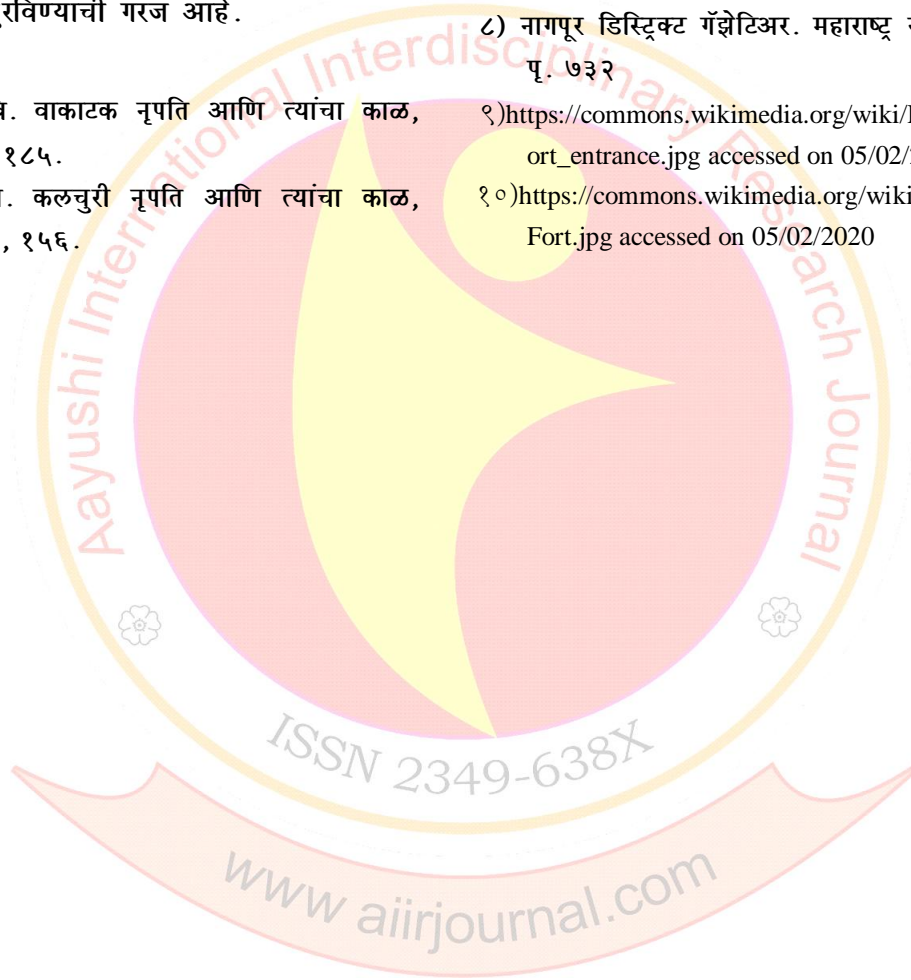 पुरविण्याची गरज आहे.
व. वाकाटक नृपति आणि त्यांचा काळ,
१८५.
कलचुरी नृपति आणि त्यांचा काळ,
, १५६.
८) नागपूर डिस्ट्रिक्ट गॅझेटिअर. महाराष्ट्र
पृ. ७३२
९)https://commons.wikimedia.org/wiki/
ort_entrance.jpg accessed on 05/02/
१०)https://commons.wikimedia.org/wiki
Fort.jpg accessed on 05/02/2020
Aayushi International Interdisciplinary Research Journal
ISSN 2349-638X
www aiirjournal.com